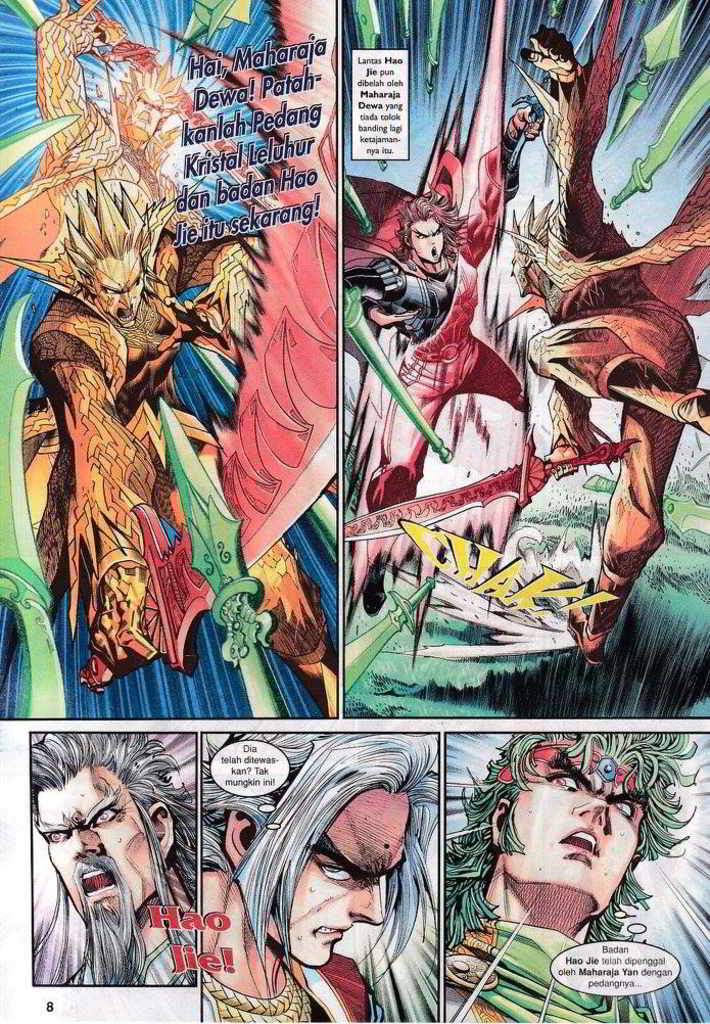 Hai, Maharaja
Dewa! Patah-
kanlah Pedang
Kristal Leluhur
dan badan Hao
Jie itu sekarang!
Lantas Hao
Jie pun
dibelah oleh
Maharaja
Dewa yang
tiada tolok
banding lagi
ketajaman-
nya itu.
CHAK!
Hao
Jie!
Dia
telah ditewas-
kan? Tak
mungkin ini!
Badan
Hao Jie telah dipenggal
oleh Maharaja Yan dengan
pedangnya...
8